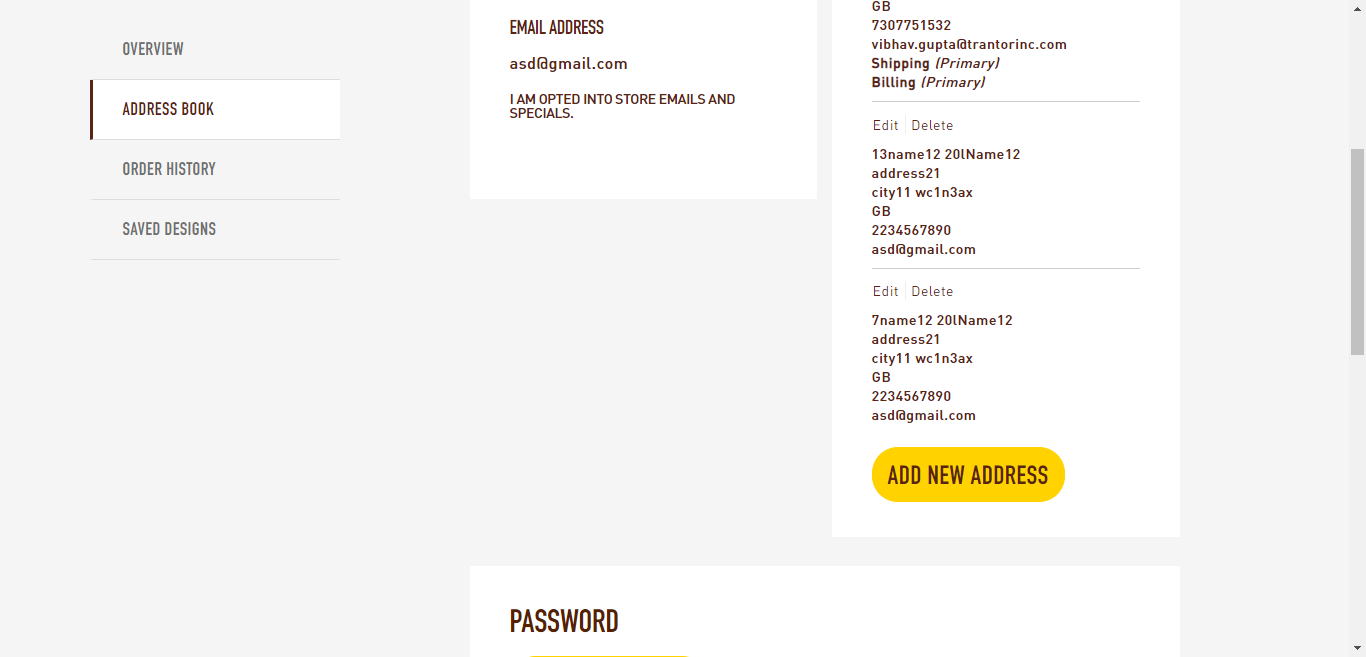 OVERVIEW
ADDRESS BOOK
ORDER HISTORY
SAVED DESIGNS
EMAIL ADDRESS
asd@gmail.com
I AM OPTED INTO STORE EMAILS AND
SPECIALS.
GB
7307751532
vibhav.gupta@trantorinc.com
Shipping (Primary)
Billing (Primary)
Edit Delete
13name12 20lName12
address21
city11 wc1n3ax
GB
2234567890
asd@gmail.com
Edit Delete
7name12 20lName12
address21
city11 wc1n3ax
GB
2234567890
asd@gmail.com
ADD NEW ADDRESS
PASSWORD